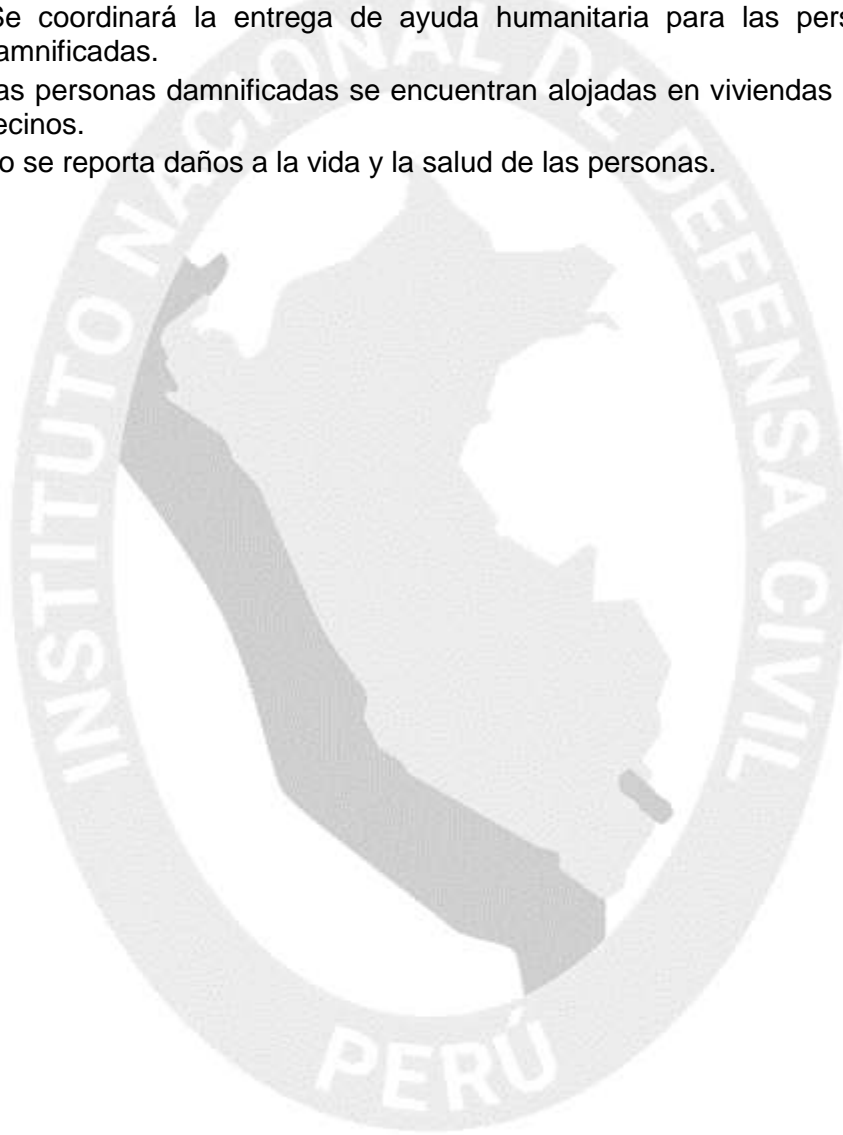 Se coordinará la entrega de ayuda humanitaria para las pers
amnificadas.
as personas damnificadas se encuentran alojadas en viviendas
ecinos.
o se reporta daños a la vida y la salud de las personas.
INSTITUTO NACIONAL DE DEFENSA CIVIL
PERÚ